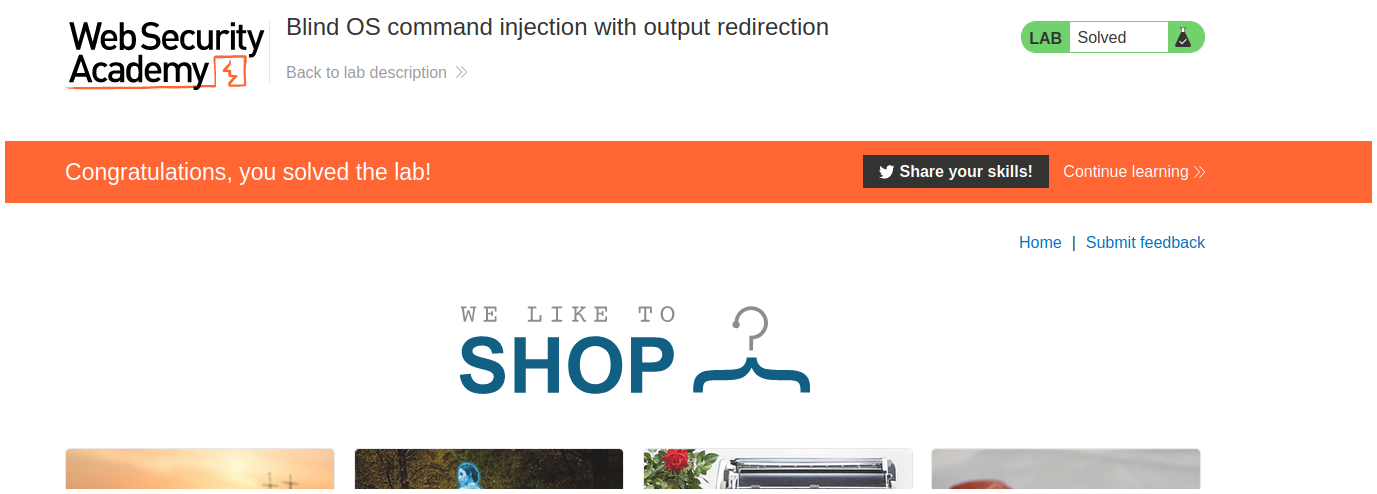 Web Security
Academy
Blind OS command injection with output redirection
Back to lab description
LAB Solved
Congratulations, you solved the lab!
Share your skills!
Continue learning
Home | Submit feedback
WE LIKE TO
SHOP